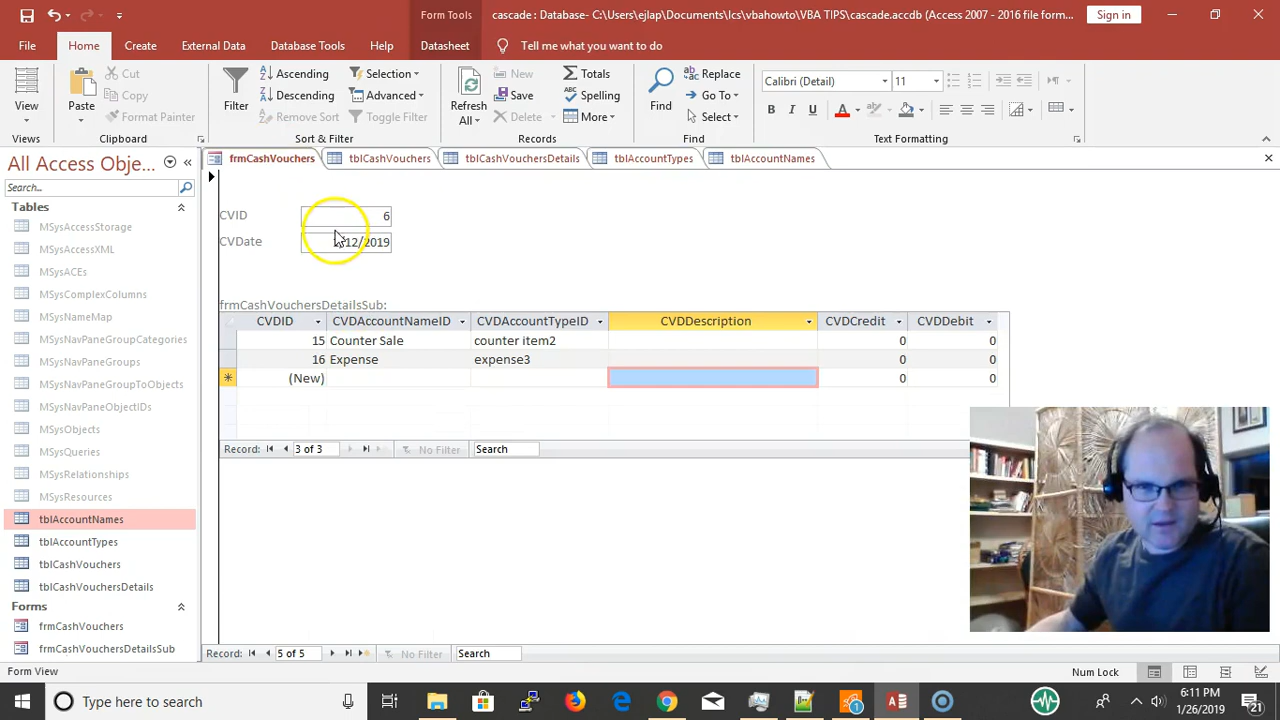 Form Tools
cascade : Database- C:\Users\ejlap\Documents\lcs\vbahowto\VBA TIPS\cascade.accdb (Access 2007 - 2016 file form...
Sign in
File Home Create External Data Database Tools Help Datasheet Tell me what you want to do
View
Views
Paste
Cut
Copy
Format Painter
Clipboard
Filter
Ascending
Descending
Remove Sort
Selection
Advanced
Toggle Filter
Sort & Filter
Refresh
All
New
Save
Delete
Totals
Spelling
More
Records
Find
Replace
Go To
Select
Find
Calibri (Detail) 11
B I U A
Text Formatting
All Access Obje...
Search...
Tables
MSysAccessStorage
MSysAccessXML
MSysACEs
MSysComplexColumns
MSysNameMap
MSysNavPaneGroupCategories
MSysNavPaneGroups
MSysNavPaneGroupToObjects
MSysNavPaneObjectIDs
MSysObjects
MSysQueries
MSysRelationships
MSysResources
tblAccountNames
tblAccountTypes
tblCashVouchers
tblCashVouchersDetails
Forms
frmCashVouchers
frmCashVouchersDetailsSub
frmCashVouchers tblCashVouchers tblCashVouchersDetails tblAccountTypes tblAccountNames
CVID 6
CVDate 12/2019
frmCashVouchersDetailsSub:
CVDID CVDAccountNameID CVDAccountTypeID CVDDescription CVDCredit CVDDebit
15 Counter Sale counter item2 0 0
16 Expense expense3 0 0
(New) 0 0
Record: 3 of 3 No Filter Search
Record: 5 of 5 No Filter Search
Form View
Num Lock
Type here to search
6:11 PM
1/26/2019
21